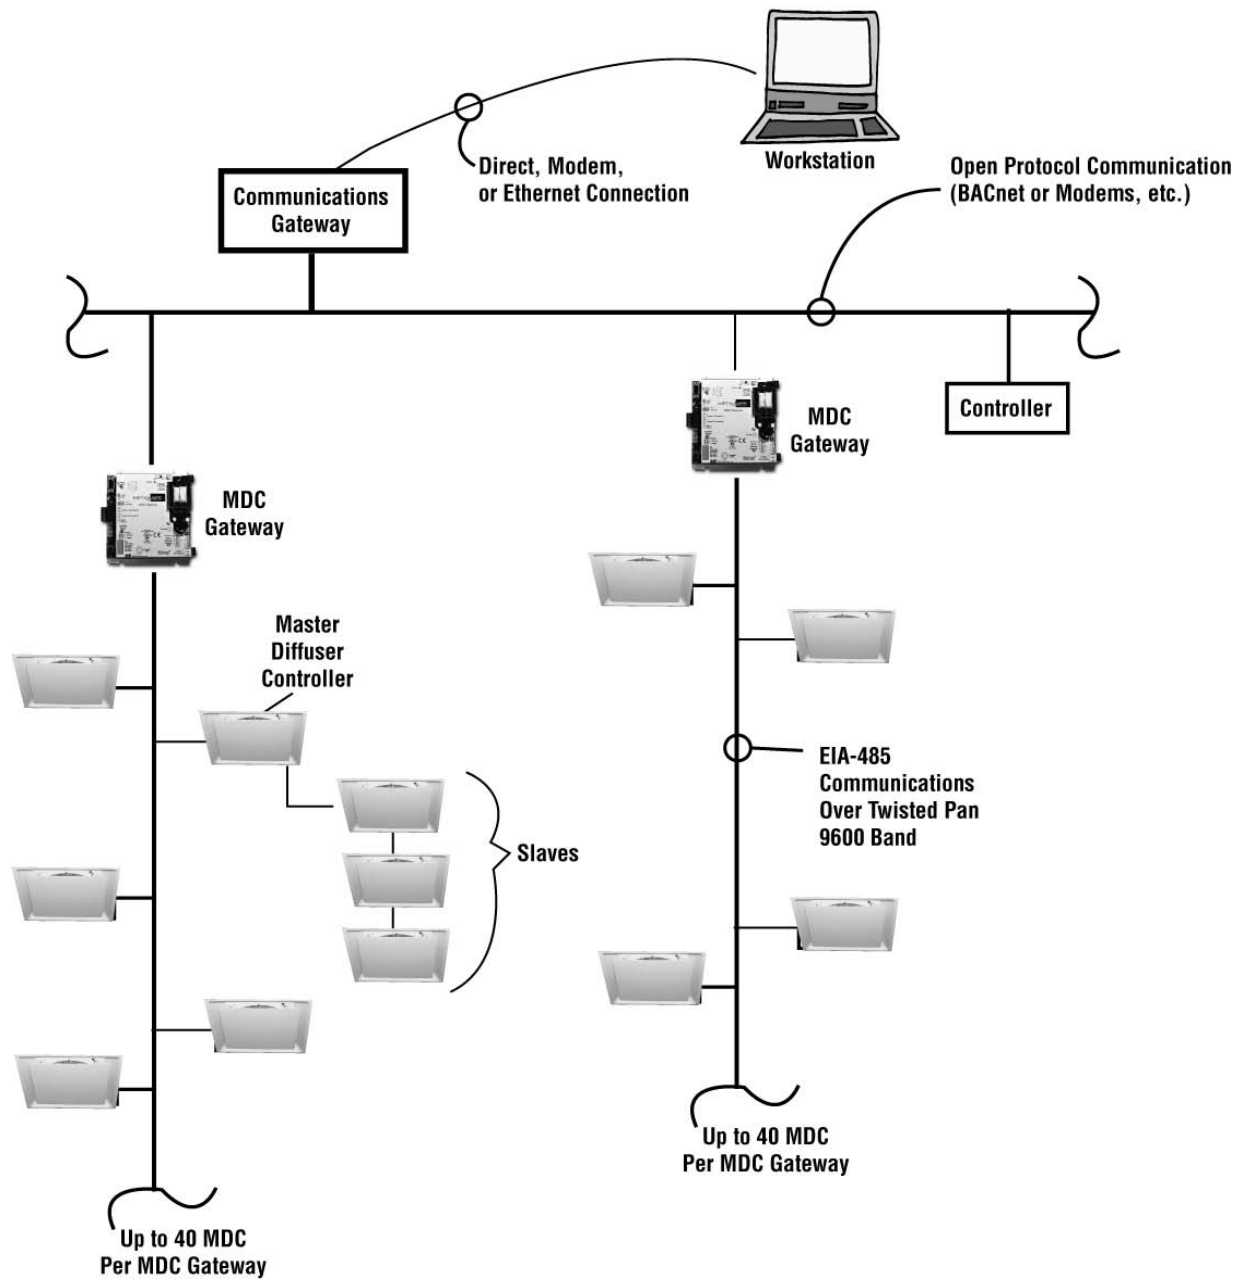 Workstation
Direct, Modem,
or Ethernet Connection
Open Protocol Communication
(BACnet or Modems, etc.)
Communications
Gateway
Controller
MDC
Gateway
MDC
Gateway
Master
Diffuser
Controller
EIA-485
Communications
Over Twisted Pan
9600 Band
Slaves
Up to 40 MDC
Per MDC Gateway
Up to 40 MDC
Per MDC Gateway